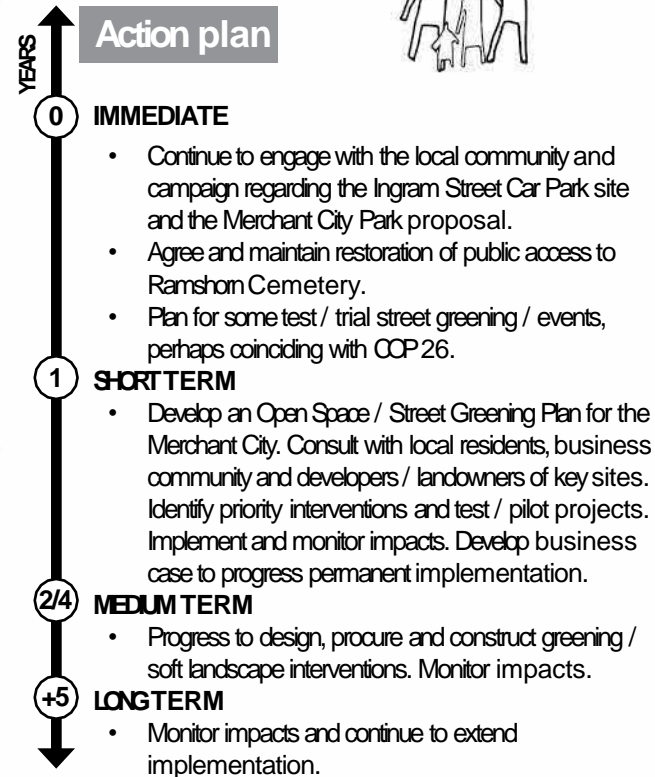 YEARS
Action plan
0 IMMEDIATE
• Continue to engage with the local community and
campaign regarding the Ingram Street Car Park site
and the Merchant City Park proposal.
• Agree and maintain restoration of public access to
Ramshorn Cemetery.
• Plan for some test / trial street greening / events,
perhaps coinciding with COP 26.
1 SHORT TERM
• Develop an Open Space / Street Greening Plan for the
Merchant City. Consult with local residents, business
community and developers / landowners of key sites.
Identify priority interventions and test / pilot projects.
Implement and monitor impacts. Develop business
case to progress permanent implementation.
2/4 MEDIUM TERM
• Progress to design, procure and construct greening /
soft landscape interventions. Monitor impacts.
+5 LONG TERM
• Monitor impacts and continue to extend
implementation.